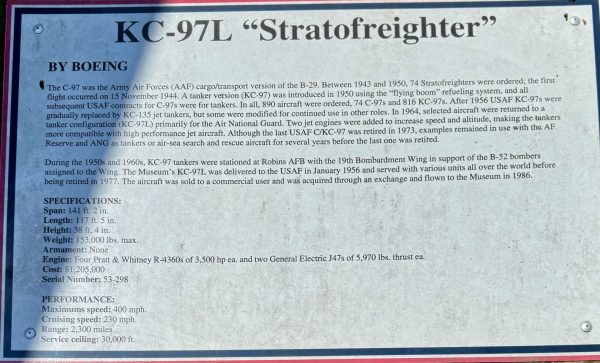 KC-97L “Stratofreighter”
BY BOEING
The C-97 was the Army Air Forces (AAF) cargo/transport version of the B-29. Between 1943 and 1950, 74 Stratofreighters were ordered; the first
flight occurred on 15 November 1944. A tanker version (KC-97) was introduced in 1950 using the “flying boom” refueling system, and all
subsequent USAF contracts for C-97s were for tankers. In all, 890 aircraft were ordered, 74 C-97s and 816 KC-97s. After 1956 USAF KC-97s were
gradually replaced by KC-135 jet tankers, but some were modified for continued use in other roles. In 1964, selected aircraft were returned to a
tanker configuration (KC-97L) primarily for the Air National Guard. Two jet engines were added to increase speed and altitude, making the tankers
more compatible with high performance jet aircraft. Although the last USAF C/KC-97 was retired in 1973, examples remained in use with the AF
Reserve and ANG as tankers or air-sea search and rescue aircraft for several years before the last one was retired.
During the 1950s and 1960s, KC-97 tankers were stationed at Robins AFB with the 19th Bombardment Wing in support of the B-52 bombers
assigned to the Wing. The Museum's KC-97L was delivered to the USAF in January 1956 and served with various units all over the world before
being retired in 1977. The aircraft was sold to a commercial user and was acquired through an exchange and flown to the Museum in 1986.
SPECIFICATIONS:
Span: 141 ft. 2 in.
Length: 117 ft. 5 in.
Height: 38 ft. 4 in.
Weight: 153,000 lbs. max.
Armament: None
Engine: Four Pratt & Whitney R-4360s of 3,500 hp ea. and two General Electric J47s of 5,970 lbs. thrust ea.
Cost: $1,205,000
Serial Number: 53-298
PERFORMANCE:
Maximums speed: 400 mph.
Cruising speed: 230 mph.
Range: 2,300 miles
Service ceiling: 30,000 ft.